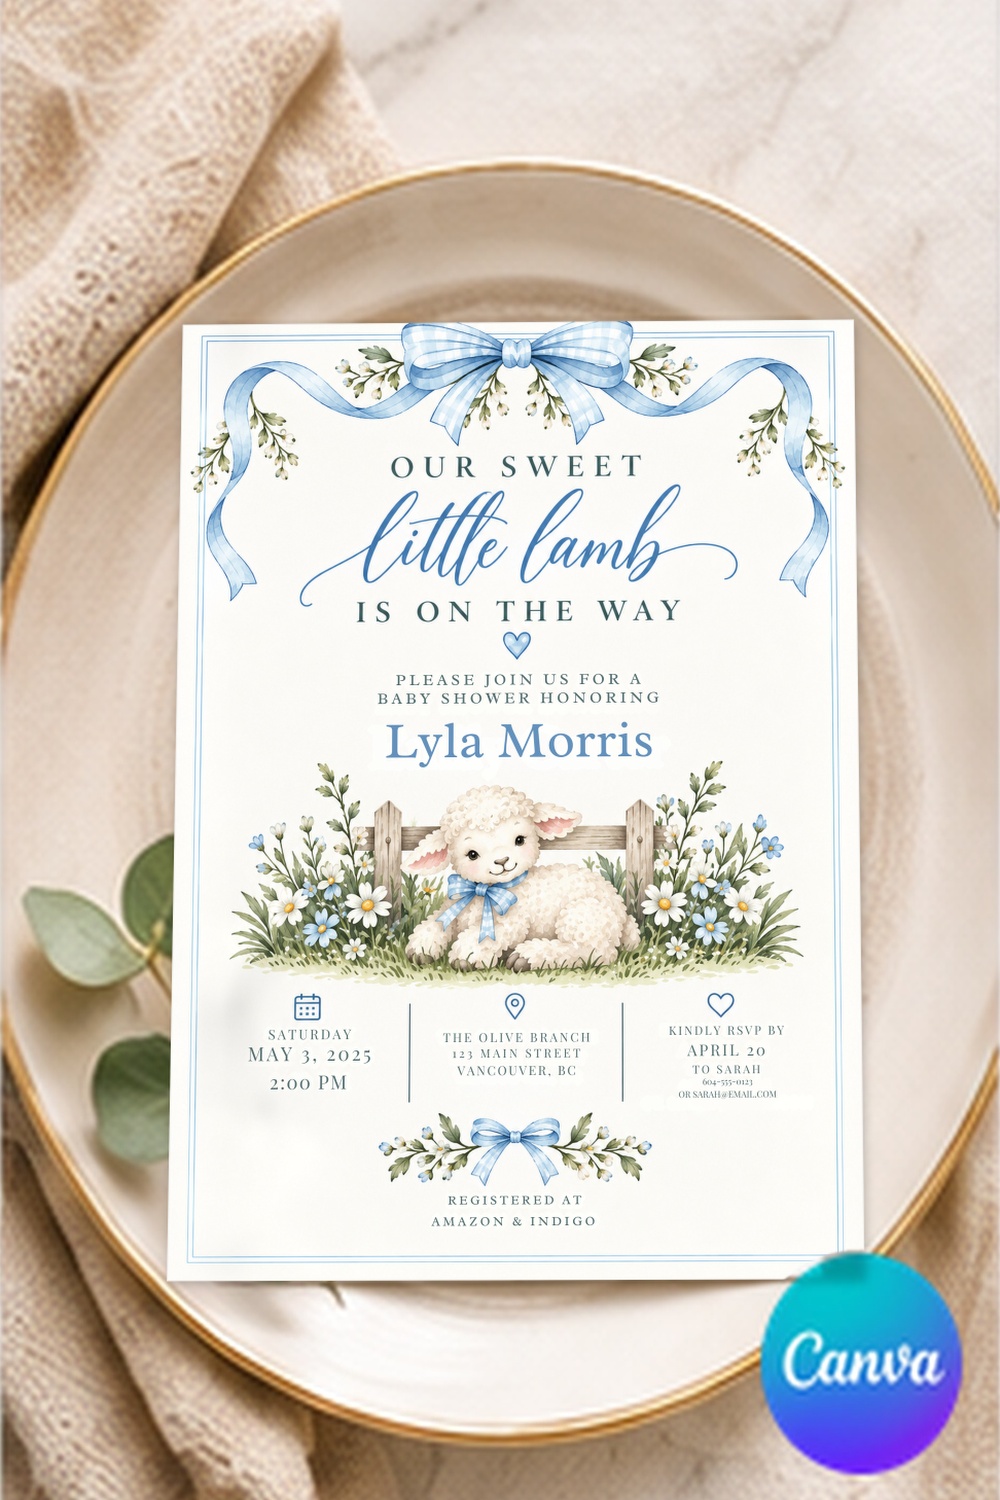 OUR SWEET
little lamb
IS ON THE WAY
PLEASE JOIN US FOR A
BABY SHOWER HONORING
Lyla Morris
SATURDAY
MAY 3, 2025
2:00 PM
THE OLIVE BRANCH
123 MAIN STREET
VANCOUVER, BC
KINDLY RSVP BY
APRIL 20
TO SARAH
604-555-0123
OR SARAH@EMAIL.COM
REGISTERED AT
AMAZON & INDIGO
Canva